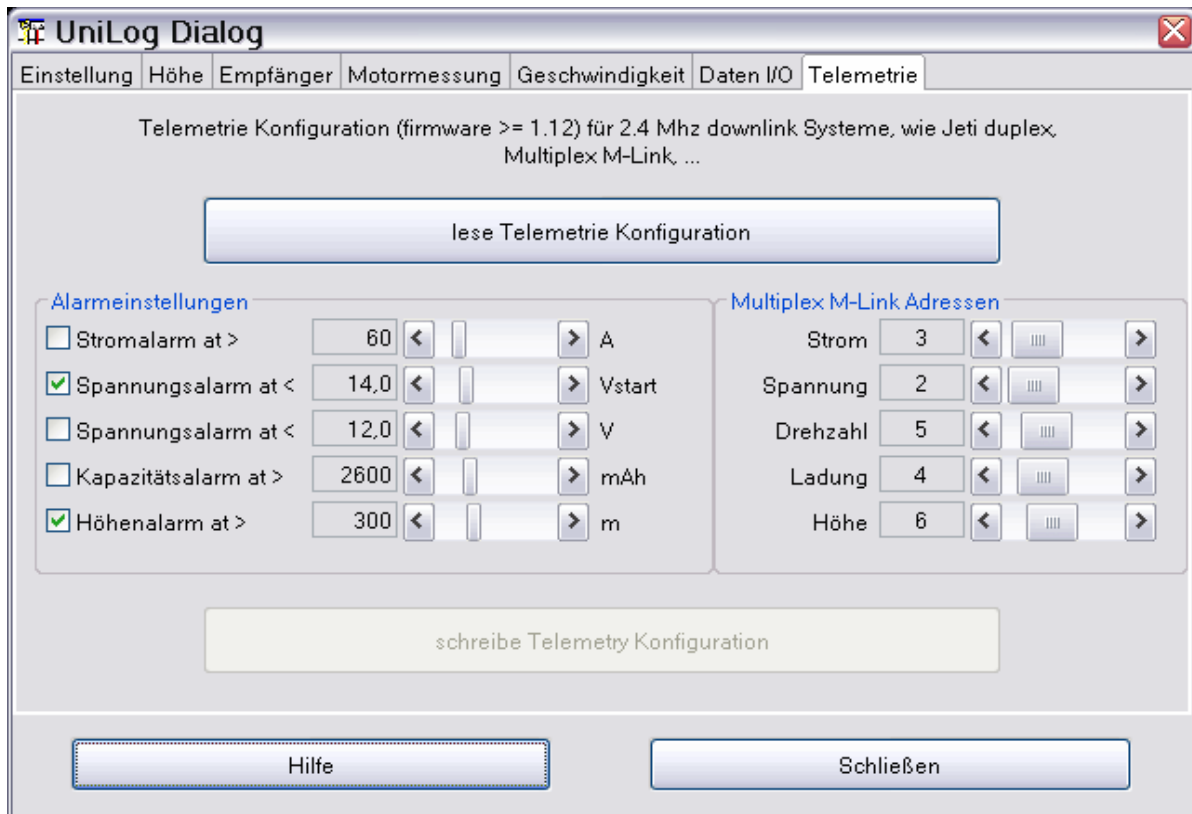 UniLog Dialog
Einstellung Höhe Empfänger Motormessung Geschwindigkeit Daten I/O Telemetrie
Telemetrie Konfiguration (firmware >= 1.12) für 2.4 Mhz downlink Systeme, wie Jeti duplex,
Multiplex M-Link, ...
lese Telemetrie Konfiguration
Alarmeinstellungen
Stromalarm at > 60 A
Spannungsalarm at < 14,0 Vstart
Spannungsalarm at < 12,0 V
Kapazitätsalarm at > 2600 mAh
Höhenalarm at > 300 m
Multiplex M-Link Adressen
Strom 3
Spannung 2
Drehzahl 5
Ladung 4
Höhe 6
schreibe Telemetry Konfiguration
Hilfe Schließen